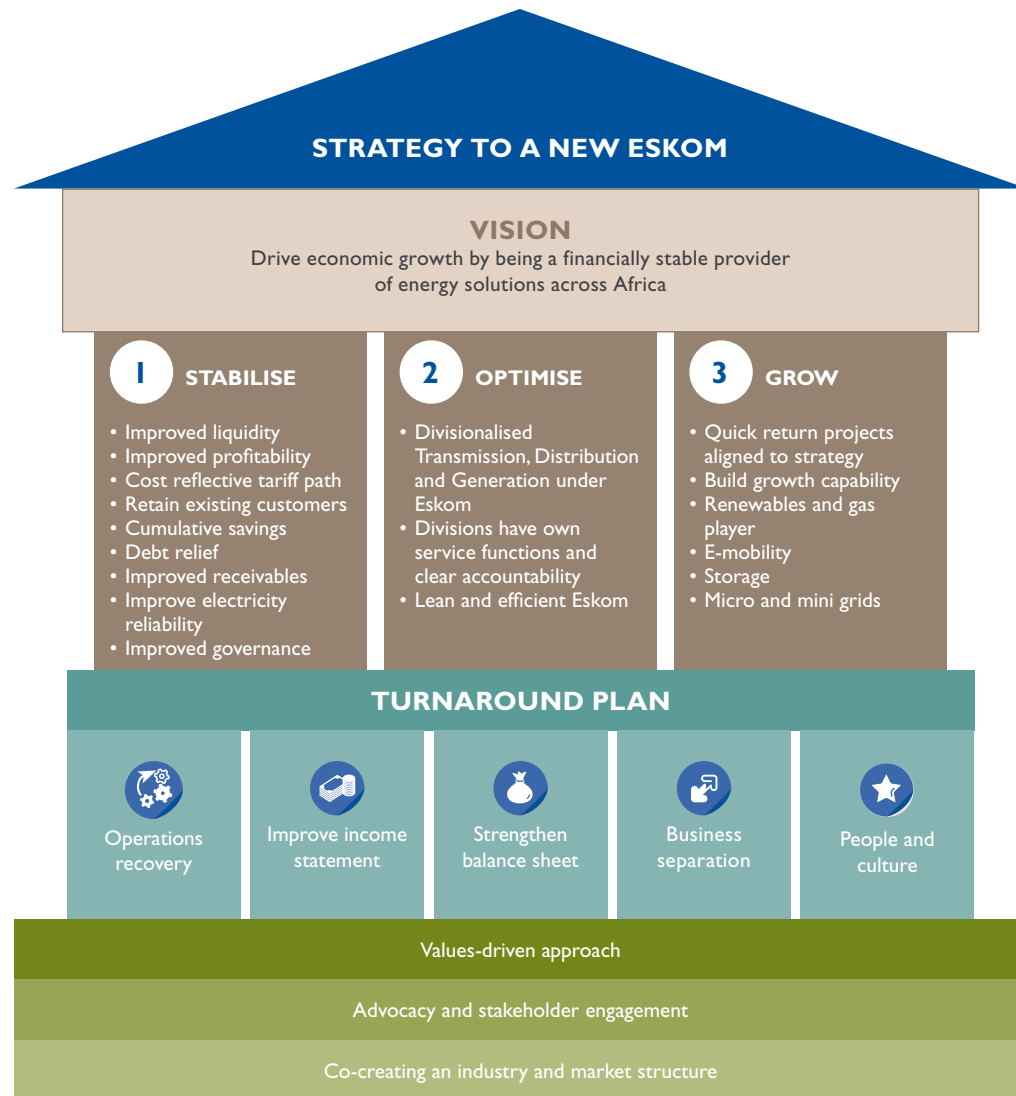 STRATEGY TO A NEW ESKOM
VISION
Drive economic growth by being a financially stable provider
of energy solutions across Africa
1 STABILISE
• Improved liquidity
• Improved profitability
• Cost reflective tariff path
• Retain existing customers
• Cumulative savings
• Debt relief
• Improved receivables
• Improve electricity
reliability
• Improved governance
2 OPTIMISE
• Divisionalised
Transmission, Distribution
and Generation under
Eskom
• Divisions have own
service functions and
clear accountability
• Lean and efficient Eskom
3 GROW
• Quick return projects
aligned to strategy
• Build growth capability
• Renewables and gas
player
• E-mobility
• Storage
• Micro and mini grids
TURNAROUND PLAN
Operations
recovery
Improve income
statement
Strengthen
balance sheet
Business
separation
People and
culture
Values-driven approach
Advocacy and stakeholder engagement
Co-creating an industry and market structure